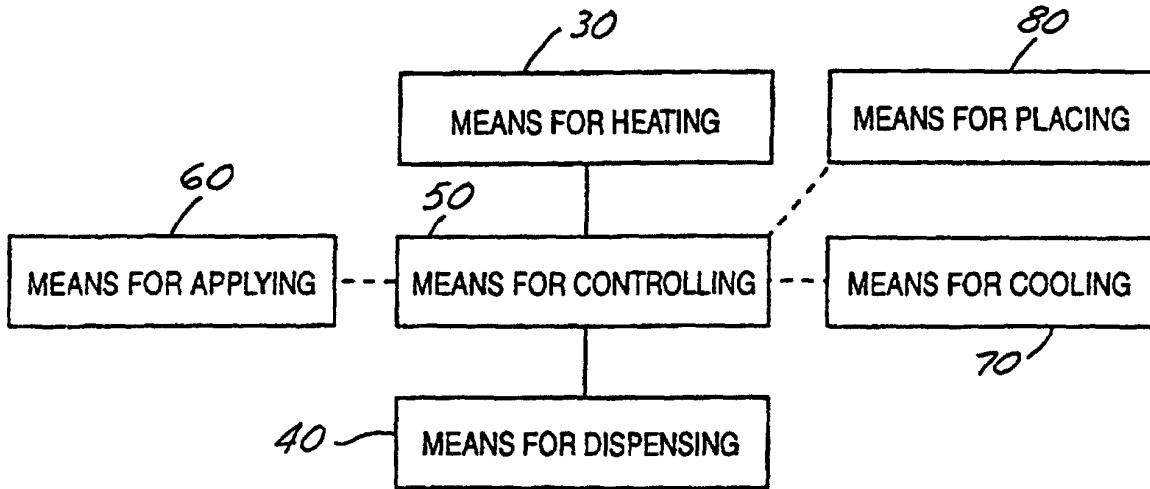 30
80
MEANS FOR HEATING
MEANS FOR PLACING
60
50
MEANS FOR APPLYING
MEANS FOR CONTROLLING
MEANS FOR COOLING
70
40
MEANS FOR DISPENSING